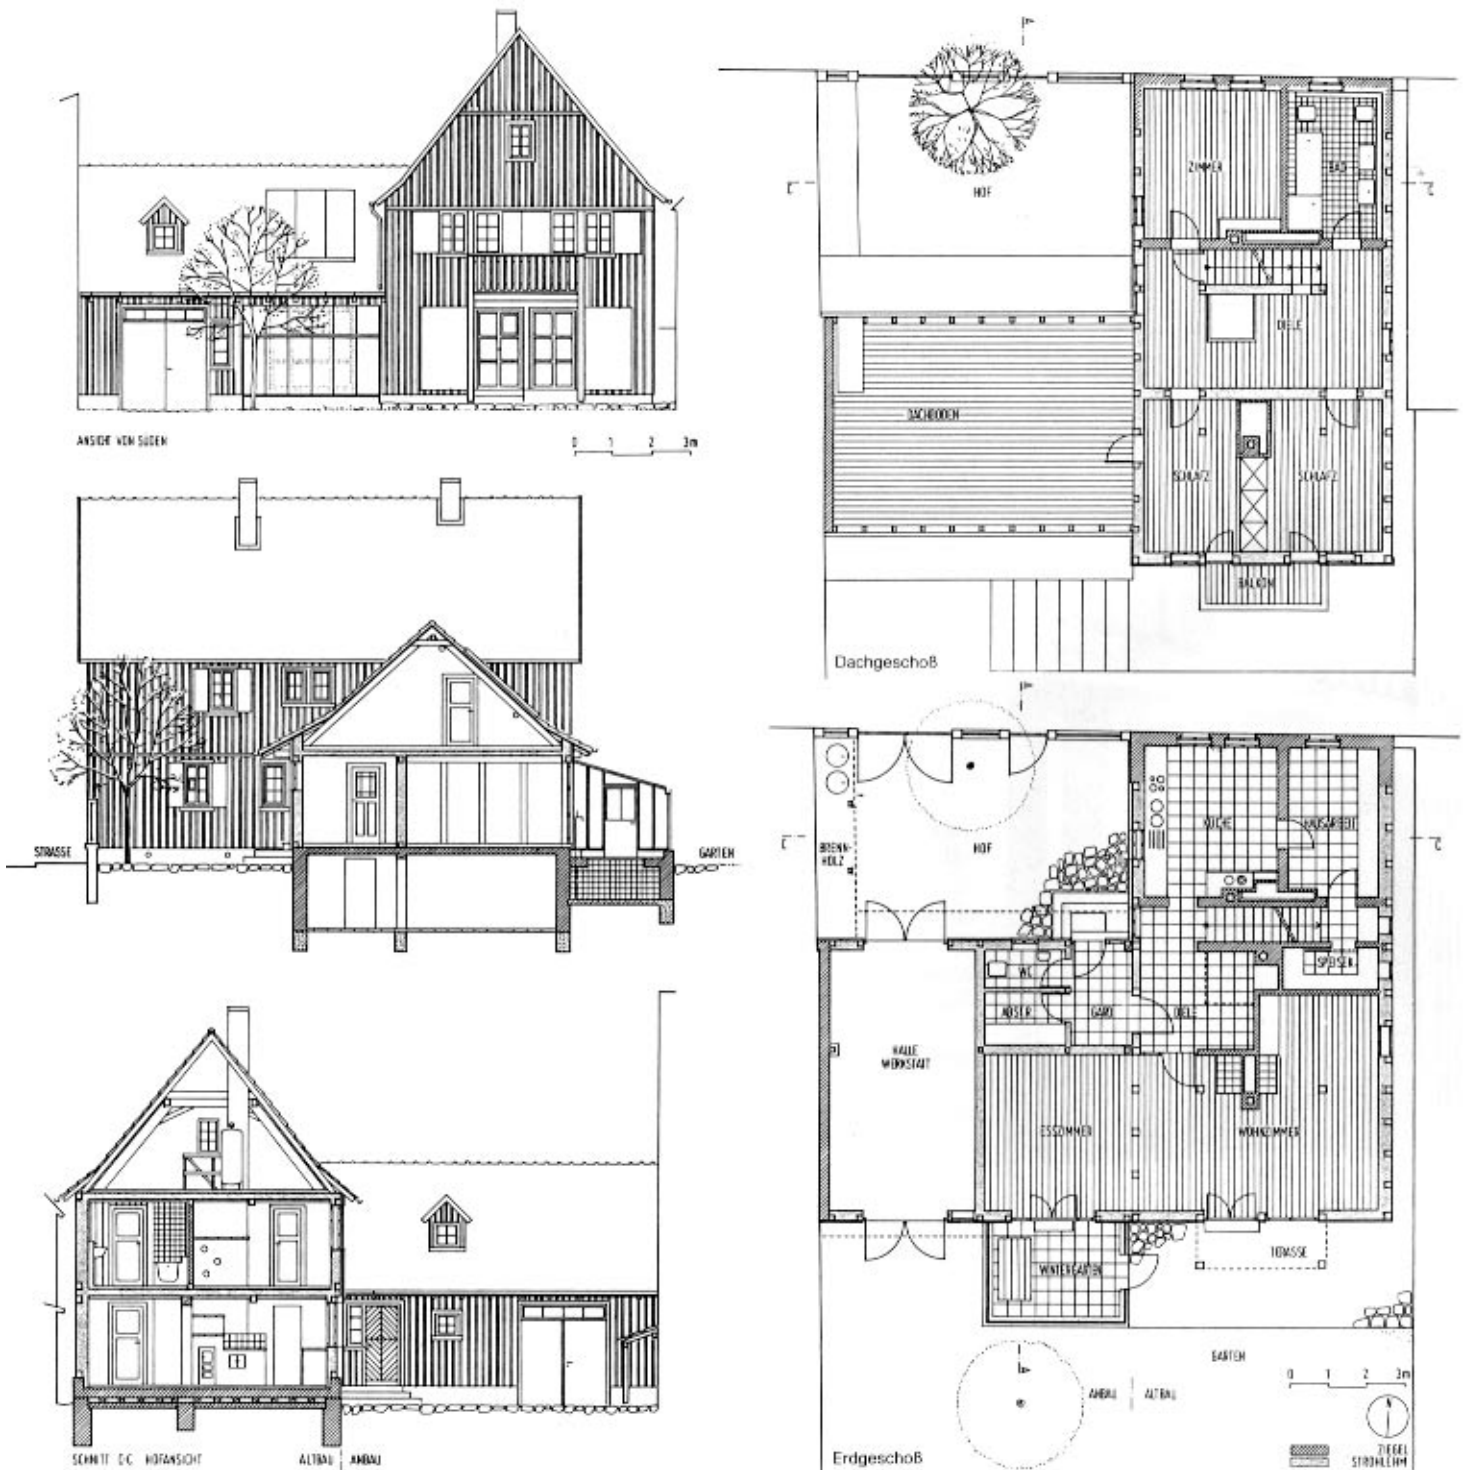 ANSICHT VON SÜDEN
0 1 2 3m
STRASSE
GARTEN
SCHNITT C-C HOFANSICHT
ALTBAU ANBAU
ZIMMER
BAD
HOF
DIELE
DACHBODEN
SCHLAFZ
SCHLAFZ
BALKON
Dachgeschoß
BRENN-
HOLZ
HOF
KÜCHE
HAUSARBEIT
WC
SPEISEK
ABSTR
GARD
DIELE
HALLE
WERKSTATT
ESSZIMMER
WOHNZIMMER
WINTERGARTEN
TERASSE
GARTEN
ANBAU ALTBAU
0 1 2 3m
N
ZIEGEL
STROHLEHM
Erdgeschoß